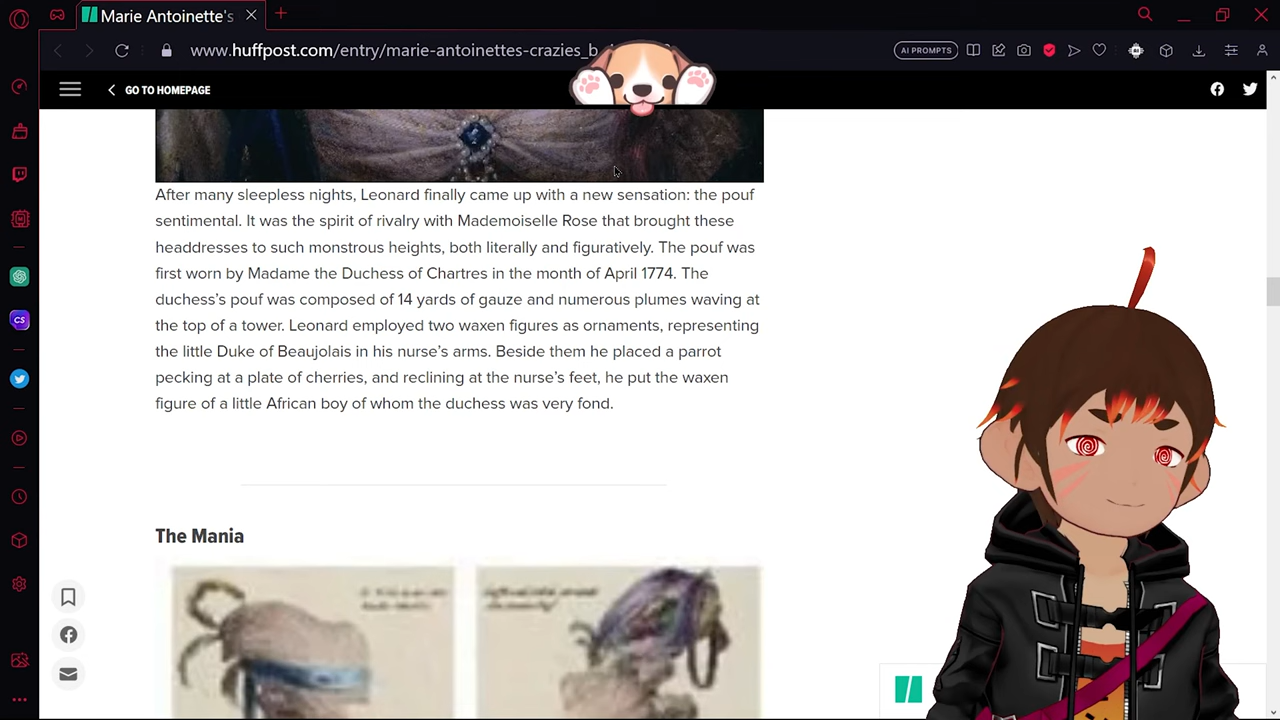 Marie Antoinette's
www.huffpost.com/entry/marie-antoinettes-crazies_b
AI PROMPTS
GO TO HOMEPAGE
After many sleepless nights, Leonard finally came up with a new sensation: the pouf
sentimental. It was the spirit of rivalry with Mademoiselle Rose that brought these
headdresses to such monstrous heights, both literally and figuratively. The pouf was
first worn by Madame the Duchess of Chartres in the month of April 1774. The
duchess's pouf was composed of 14 yards of gauze and numerous plumes waving at
the top of a tower. Leonard employed two waxen figures as ornaments, representing
the little Duke of Beaujolais in his nurse's arms. Beside them he placed a parrot
pecking at a plate of cherries, and reclining at the nurse's feet, he put the waxen
figure of a little African boy of whom the duchess was very fond.
CS
The Mania